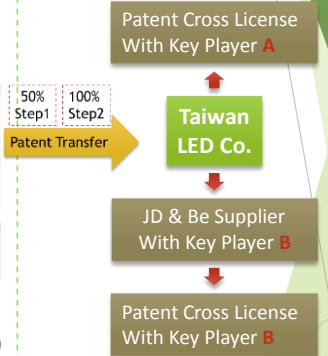 Patent Cross License
With Key Player A
50%
Step1
100%
Step2
Patent Transfer
Taiwan
LED Co.
JD & Be Supplier
With Key Player B
Patent Cross License
With Key Player B